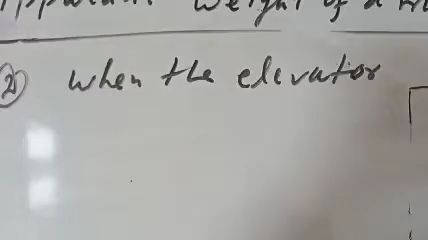 Weight of a
② when the elevator